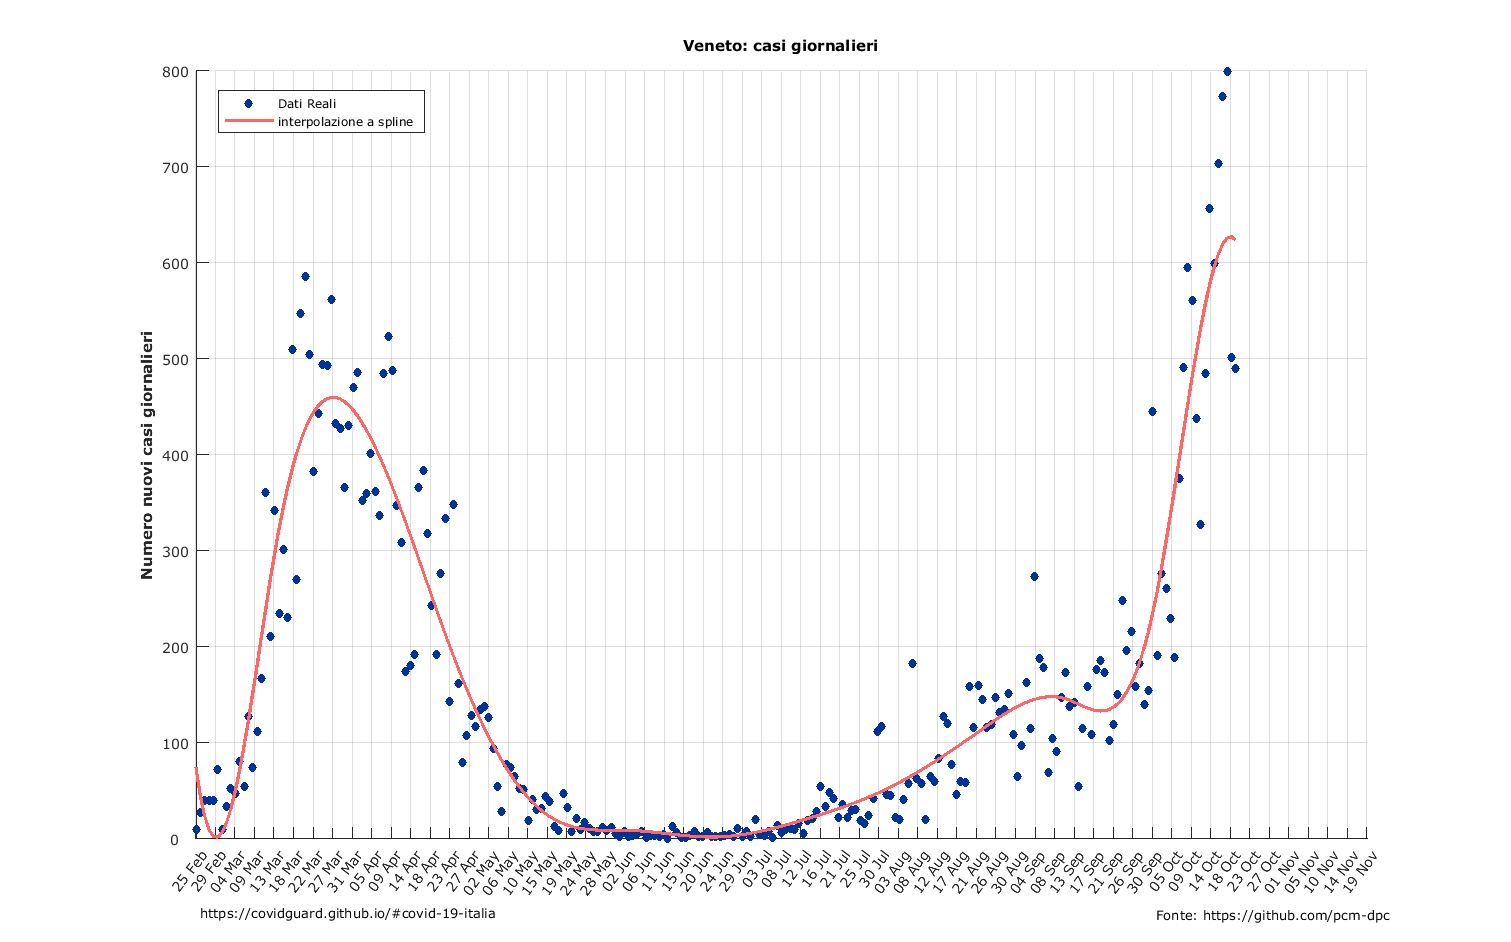 Veneto: casi giornalieri
Dati Reali
interpolazione a spline
Numero nuovi casi giornalieri
800
700
600
500
400
300
200
100
0
25 Feb
29 Feb
04 Mar
09 Mar
13 Mar
18 Mar
22 Mar
27 Mar
31 Mar
05 Apr
09 Apr
14 Apr
18 Apr
23 Apr
27 Apr
02 May
06 May
10 May
15 May
19 May
24 May
28 May
02 Jun
06 Jun
11 Jun
15 Jun
20 Jun
24 Jun
29 Jun
03 Jul
08 Jul
12 Jul
16 Jul
21 Jul
25 Jul
30 Jul
03 Aug
08 Aug
12 Aug
17 Aug
21 Aug
26 Aug
30 Aug
04 Sep
08 Sep
13 Sep
17 Sep
21 Sep
26 Sep
30 Sep
05 Oct
09 Oct
14 Oct
18 Oct
23 Oct
27 Oct
01 Nov
05 Nov
10 Nov
14 Nov
19 Nov
https://covidguard.github.io/#covid-19-italia
Fonte: https://github.com/pcm-dpc